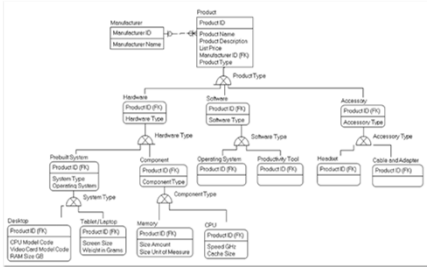 Product
Manufacturer
Product ID
Manufacturer ID
Manufacturer Name
Product Name
Product Description
List Price
Manufacturer ID (FK)
Product Type
Product Type
Hardware
Product ID (FK)
Hardware Type
Software
Product ID (FK)
Software Type
Accessory
Product ID (FK)
Accessory Type
Hardware Type
Software Type
Accessory Type
Prebuilt System
Product ID (FK)
System Type
Operating System
Component
Product ID (FK)
Component Type
Operating System
Product ID (FK)
Productivity Tool
Product ID (FK)
Headset
Product ID (FK)
Cable and Adapter
Product ID (FK)
System Type
Component Type
Desktop
Product ID (FK)
CPU Model Code
Video Card Model Code
RAM Size GB
Tablet / Laptop
Product ID (FK)
Screen Size
Weight in Grams
Memory
Product ID (FK)
Size Amount
Size Unit of Measure
CPU
Product ID (FK)
Speed GHz
Cache Size